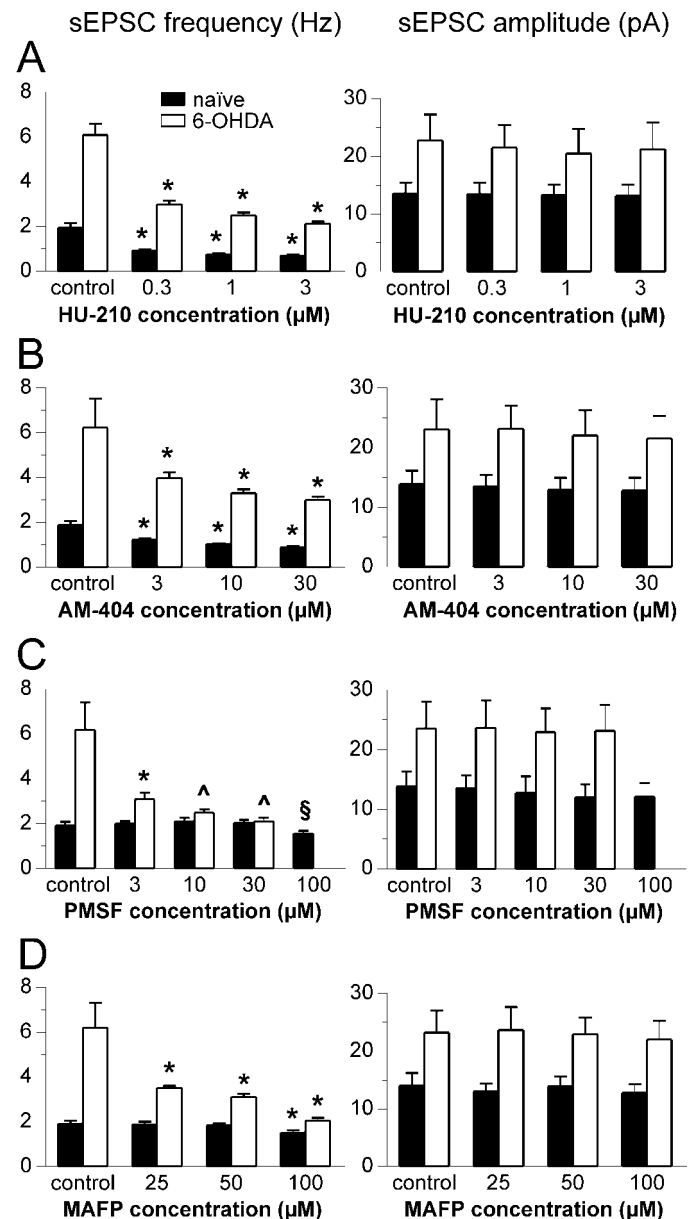 sEPSC frequency (Hz) sEPSC amplitude (pA)
A
8
6
4
2
0
naïve
6-OHDA
* * * * * *
control 0.3 1 3
HU-210 concentration (µM)
30
20
10
0
control 0.3 1 3
HU-210 concentration (µM)
B
8
6
4
2
0
* * * * * *
control 3 10 30
AM-404 concentration (µM)
30
20
10
0
control 3 10 30
AM-404 concentration (µM)
C
8
6
4
2
0
* ^ ^ §
control 3 10 30 100
PMSF concentration (µM)
30
20
10
0
control 3 10 30 100
PMSF concentration (µM)
D
8
6
4
2
0
* * * *
control 25 50 100
MAFP concentration (µM)
30
20
10
0
control 25 50 100
MAFP concentration (µM)